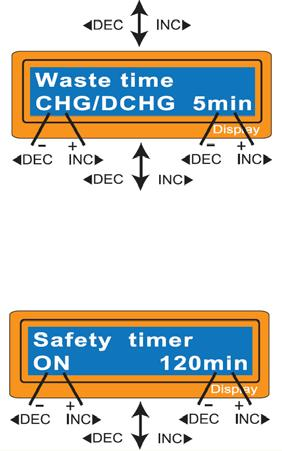 ◀DEC INC▶
Waste time
CHG/DCHG 5min
Display
- + - +
◀DEC INC▶ ◀DEC INC▶
◀DEC INC▶
Safety timer
ON 120min
Display
- + - +
◀DEC INC▶ ◀DEC INC▶
◀DEC INC▶